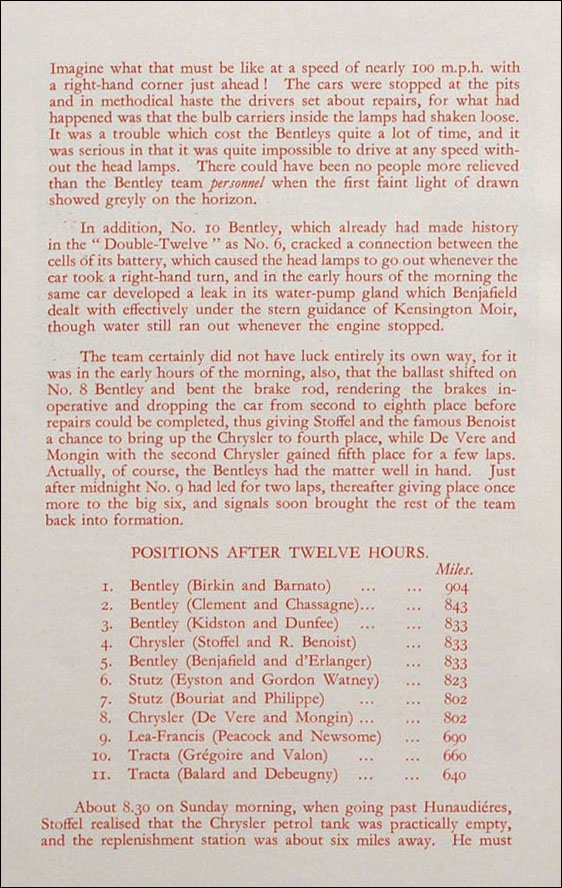 Imagine what that must be like at a speed of nearly 100 m.p.h. with
a right-hand corner just ahead ! The cars were stopped at the pits
and in methodical haste the drivers set about repairs, for what had
happened was that the bulb carriers inside the lamps had shaken loose.
It was a trouble which cost the Bentleys quite a lot of time, and it
was serious in that it was quite impossible to drive at any speed with-
out the head lamps. There could have been no people more relieved
than the Bentley team personnel when the first faint light of drawn
showed greyly on the horizon.
In addition, No. 10 Bentley, which already had made history
in the “ Double-Twelve ” as No. 6, cracked a connection between the
cells of its battery, which caused the head lamps to go out whenever the
car took a right-hand turn, and in the early hours of the morning the
same car developed a leak in its water-pump gland which Benjafield
dealt with effectively under the stern guidance of Kensington Moir,
though water still ran out whenever the engine stopped.
The team certainly did not have luck entirely its own way, for it
was in the early hours of the morning, also, that the ballast shifted on
No. 8 Bentley and bent the brake rod, rendering the brakes in-
operative and dropping the car from second to eighth place before
repairs could be completed, thus giving Stoffel and the famous Benoist
a chance to bring up the Chrysler to fourth place, while De Vere and
Mongin with the second Chrysler gained fifth place for a few laps.
Actually, of course, the Bentleys had the matter well in hand. Just
after midnight No. 9 had led for two laps, thereafter giving place once
more to the big six, and signals soon brought the rest of the team
back into formation.
POSITIONS AFTER TWELVE HOURS.
Miles.
1. Bentley (Birkin and Barnato) ... ... 904
2. Bentley (Clement and Chassagne)... ... 843
3. Bentley (Kidston and Dunfee) ... ... 833
4. Chrysler (Stoffel and R. Benoist) ... 833
5. Bentley (Benjafield and d'Erlanger) ... 833
6. Stutz (Eyston and Gordon Watney) ... 823
7. Stutz (Bouriat and Philippe) ... ... 802
8. Chrysler (De Vere and Mongin) ... ... 802
9. Lea-Francis (Peacock and Newsome) ... 690
10. Tracta (Grégoire and Valon) ... ... 660
11. Tracta (Balard and Debeugny) ... ... 640
About 8.30 on Sunday morning, when going past Hunaudiéres,
Stoffel realised that the Chrysler petrol tank was practically empty,
and the replenishment station was about six miles away. He must